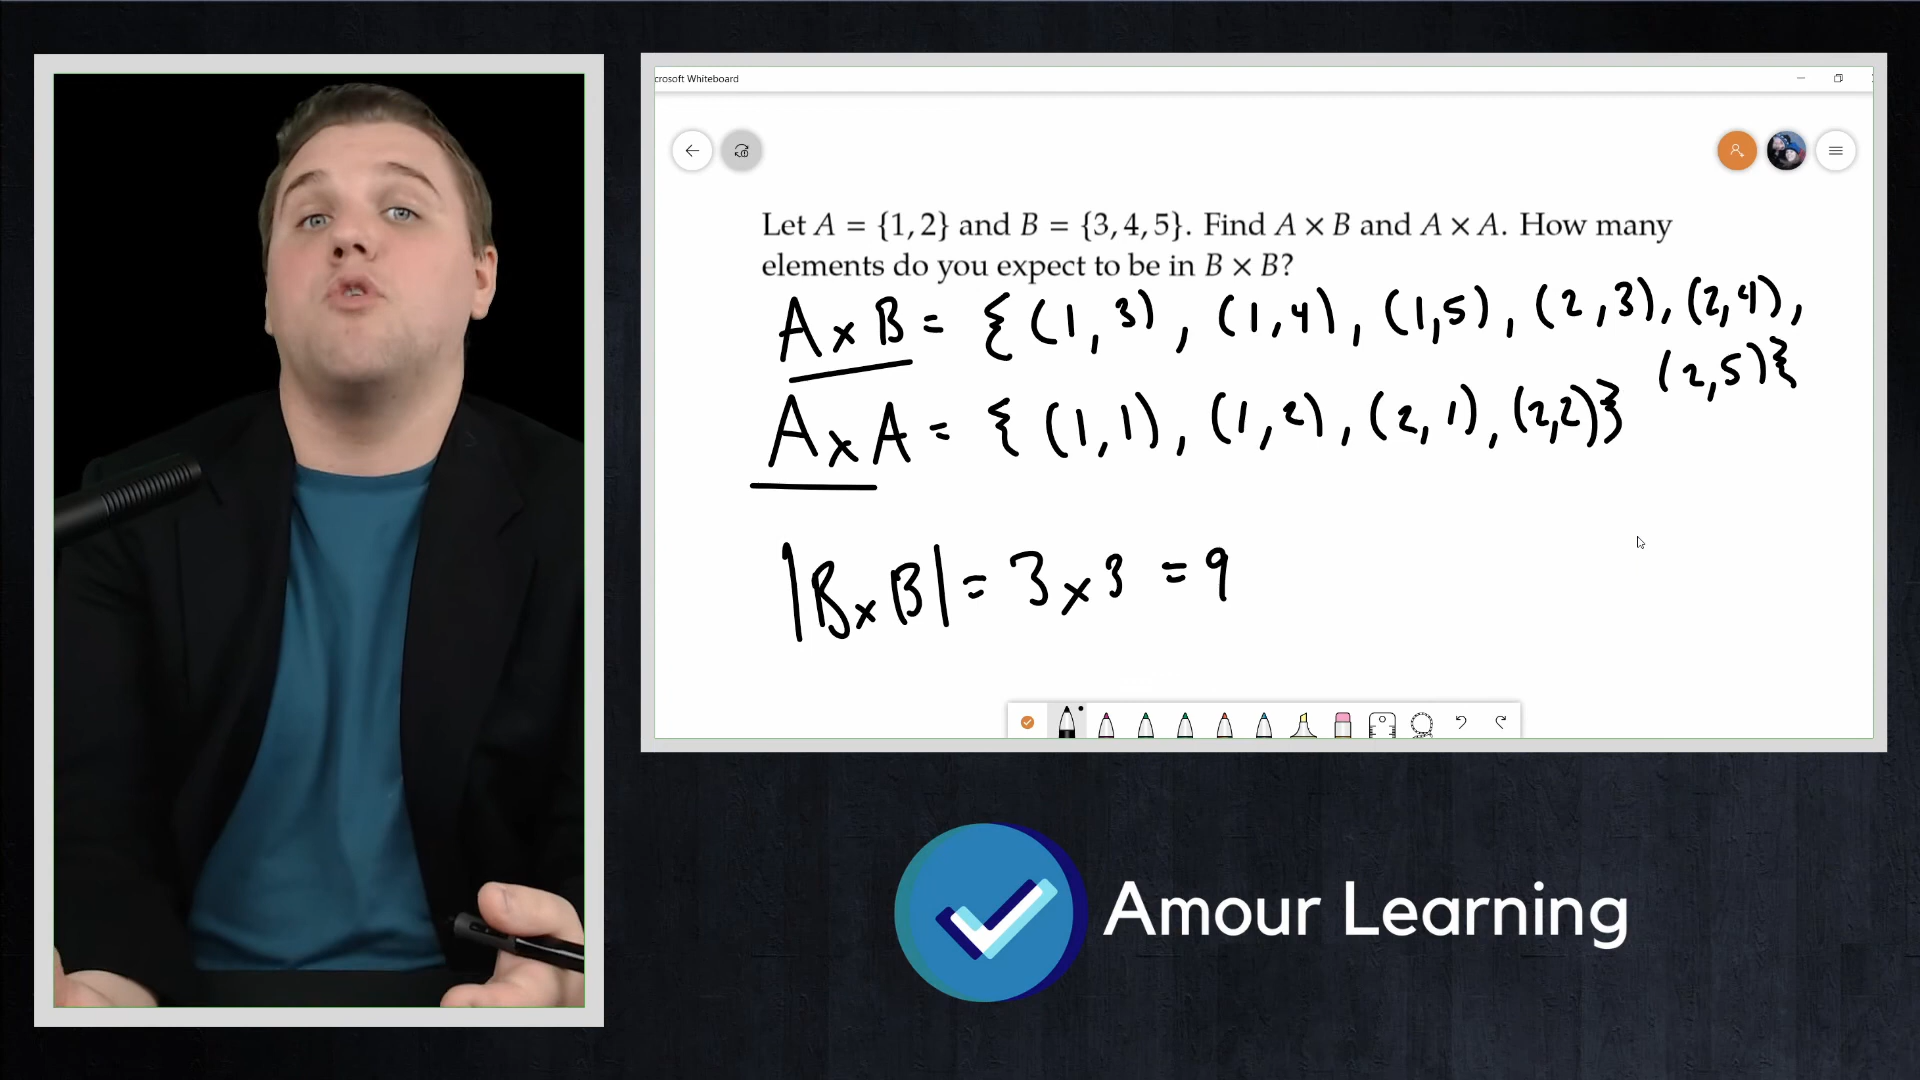 crosoft Whiteboard
Let A = {1, 2} and B = {3, 4, 5}. Find A × B and A × A. How many
elements do you expect to be in B × B?
A × B = {(1, 3), (1, 4), (1, 5), (2, 3), (2, 4),
(2, 5)}
A × A = {(1, 1), (1, 2), (2, 1), (2, 2)}
|B × B| = 3 × 3 = 9
Amour Learning